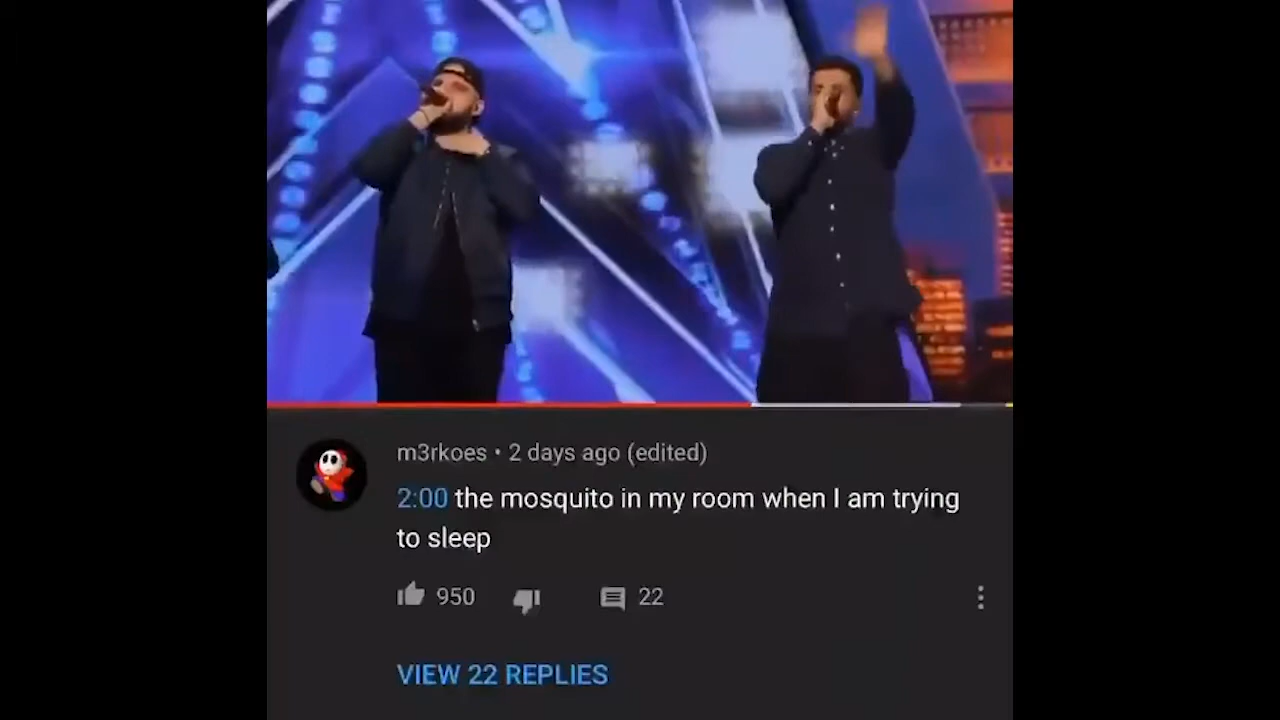 m3rkoes • 2 days ago (edited)
2:00 the mosquito in my room when I am trying
to sleep
950
22
VIEW 22 REPLIES